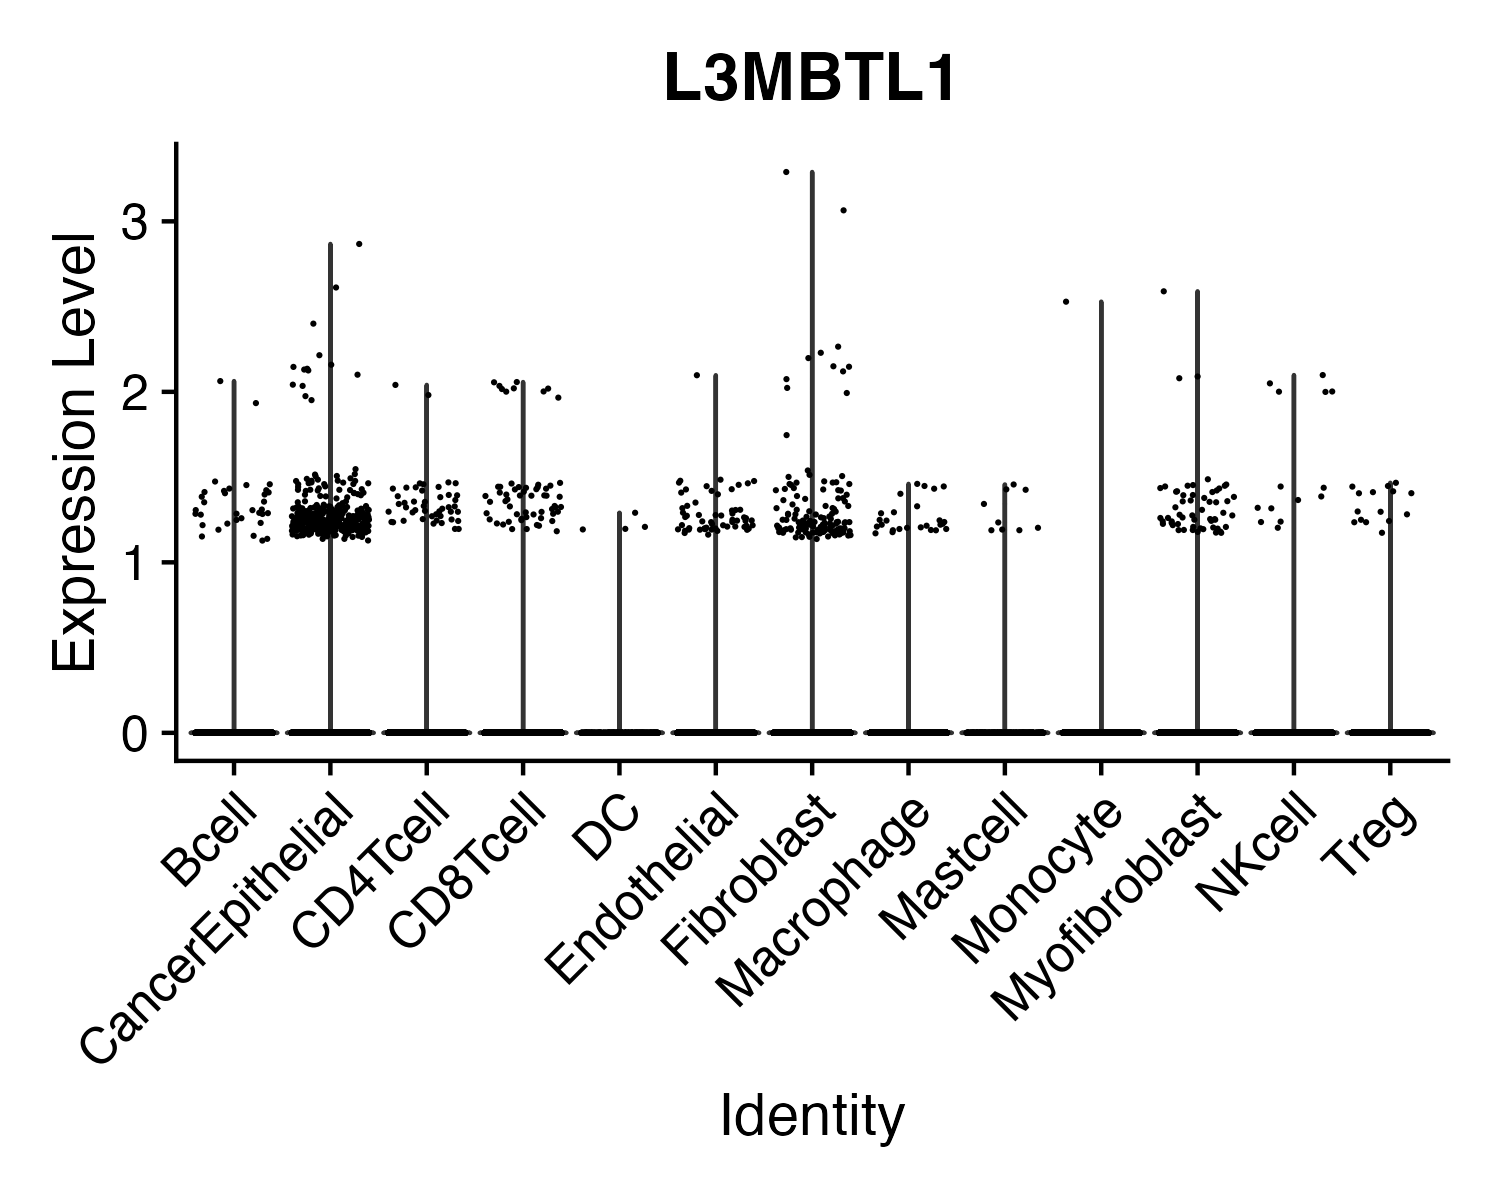 L3MBTL1
Expression Level
3
2
1
0
Bcell
CancerEpithelial
CD4Tcell
CD8Tcell
DC
Endothelial
Fibroblast
Macrophage
Mastcell
Monocyte
Myofibroblast
NKcell
Treg
Identity